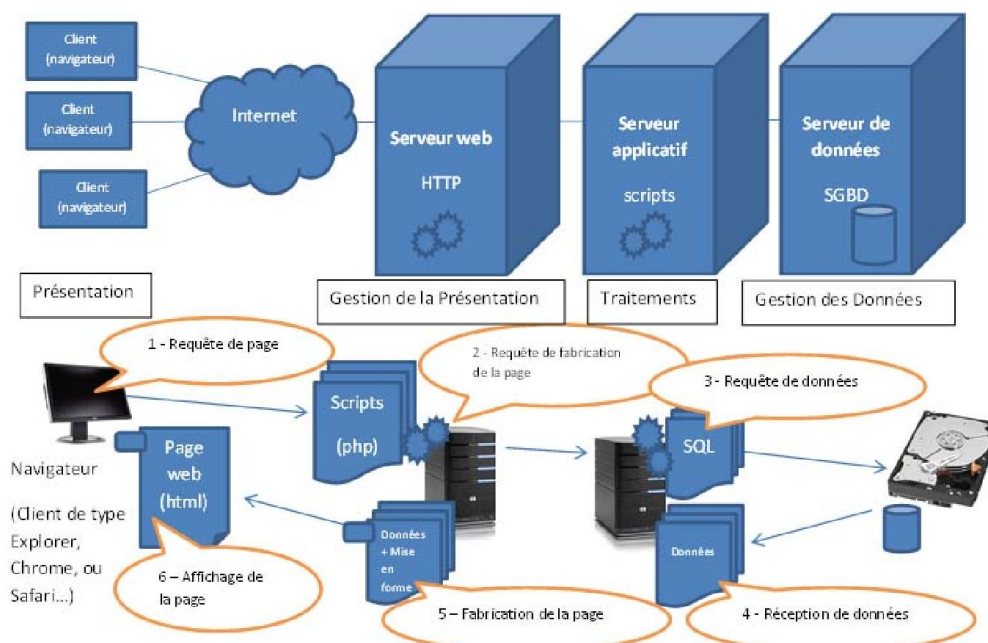 Client
(navigateur)
Client
(navigateur)
Client
(navigateur)
Internet
Serveur web
HTTP
Serveur
applicatif
scripts
Serveur de
données
SGBD
Présentation
Gestion de la Présentation
Traitements
Gestion des Données
1 - Requête de page
2 - Requête de fabrication
de la page
3 - Requête de données
Scripts
(php)
SQL
Page
web
(html)
Navigateur
(Client de type
Explorer,
Chrome, ou
Safari...)
Données
+ Mise
en
forme
Données
6 – Affichage de
la page
5 – Fabrication de la page
4 - Réception de données